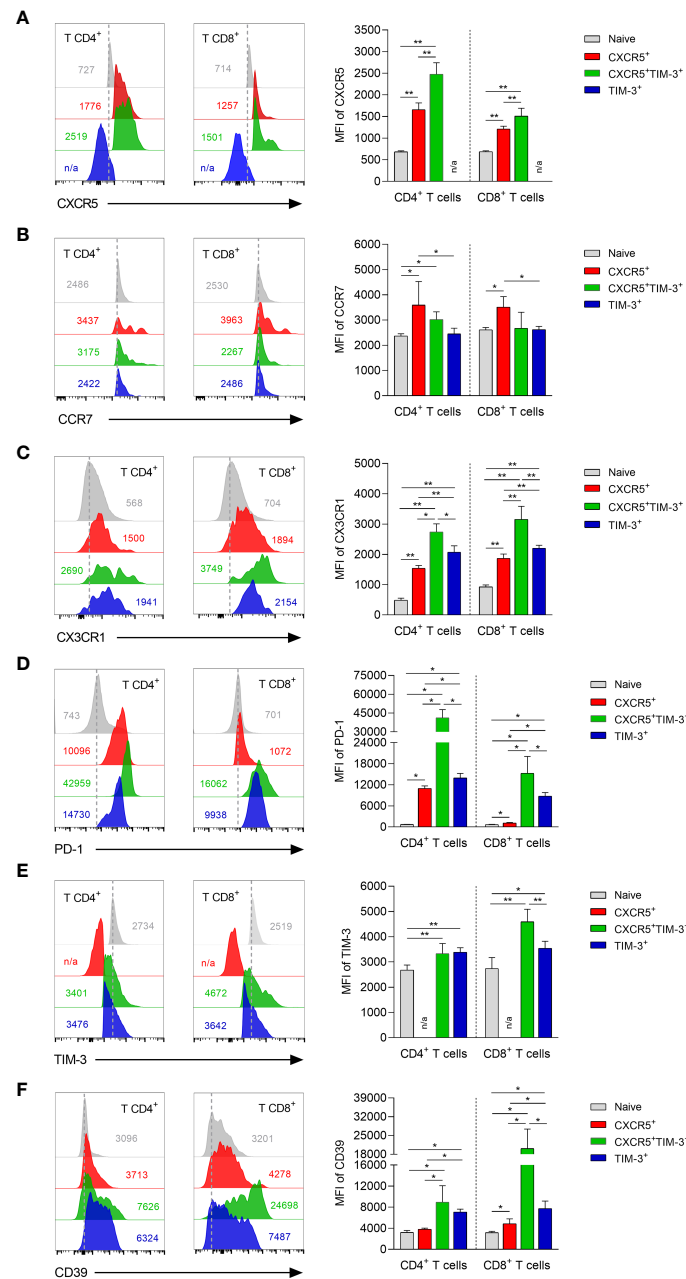 A
T CD4+
T CD8+
727
714
1776
1257
2519
1501
n/a
n/a
CXCR5
MFI of CXCR5
3500
3000
2500
2000
1500
1000
500
0
** ** ** ** ** **
n/a
n/a
CD4+ T cells
CD8+ T cells
Naive
CXCR5+
CXCR5+TIM-3+
TIM-3+
B
T CD4+
T CD8+
2486
2530
3437
3963
3175
2267
2422
2486
CCR7
MFI of CCR7
6000
5000
4000
3000
2000
1000
0
* * * * *
CD4+ T cells
CD8+ T cells
Naive
CXCR5+
CXCR5+TIM-3+
TIM-3+
C
T CD4+
T CD8+
568
704
1500
1894
2690
3749
1941
2154
CX3CR1
MFI of CX3CR1
5000
4000
3000
2000
1000
0
** ** ** ** * * ** ** ** ** ** **
CD4+ T cells
CD8+ T cells
Naive
CXCR5+
CXCR5+TIM-3+
TIM-3+
D
T CD4+
T CD8+
743
701
10096
1072
42959
16062
14730
9938
PD-1
MFI of PD-1
75000
60000
45000
30000
24000
18000
12000
6000
0
* * * * * * * * * * * *
CD4+ T cells
CD8+ T cells
Naive
CXCR5+
CXCR5+TIM-3
TIM-3+
E
T CD4+
T CD8+
2734
2519
n/a
n/a
3401
4672
3476
3642
TIM-3
MFI of TIM-3
6000
5000
4000
3000
2000
1000
0
** ** * ** **
n/a
n/a
CD4+ T cells
CD8+ T cells
Naive
CXCR5+
CXCR5+TIM-3
TIM-3+
F
T CD4+
T CD8+
3096
3201
3713
4278
7626
24698
6324
7487
CD39
MFI of CD39
39000
32000
25000
18000
16000
12000
8000
4000
0
* * * * * * * * * *
CD4+ T cells
CD8+ T cells
Naive
CXCR5+
CXCR5+TIM-3
TIM-3+